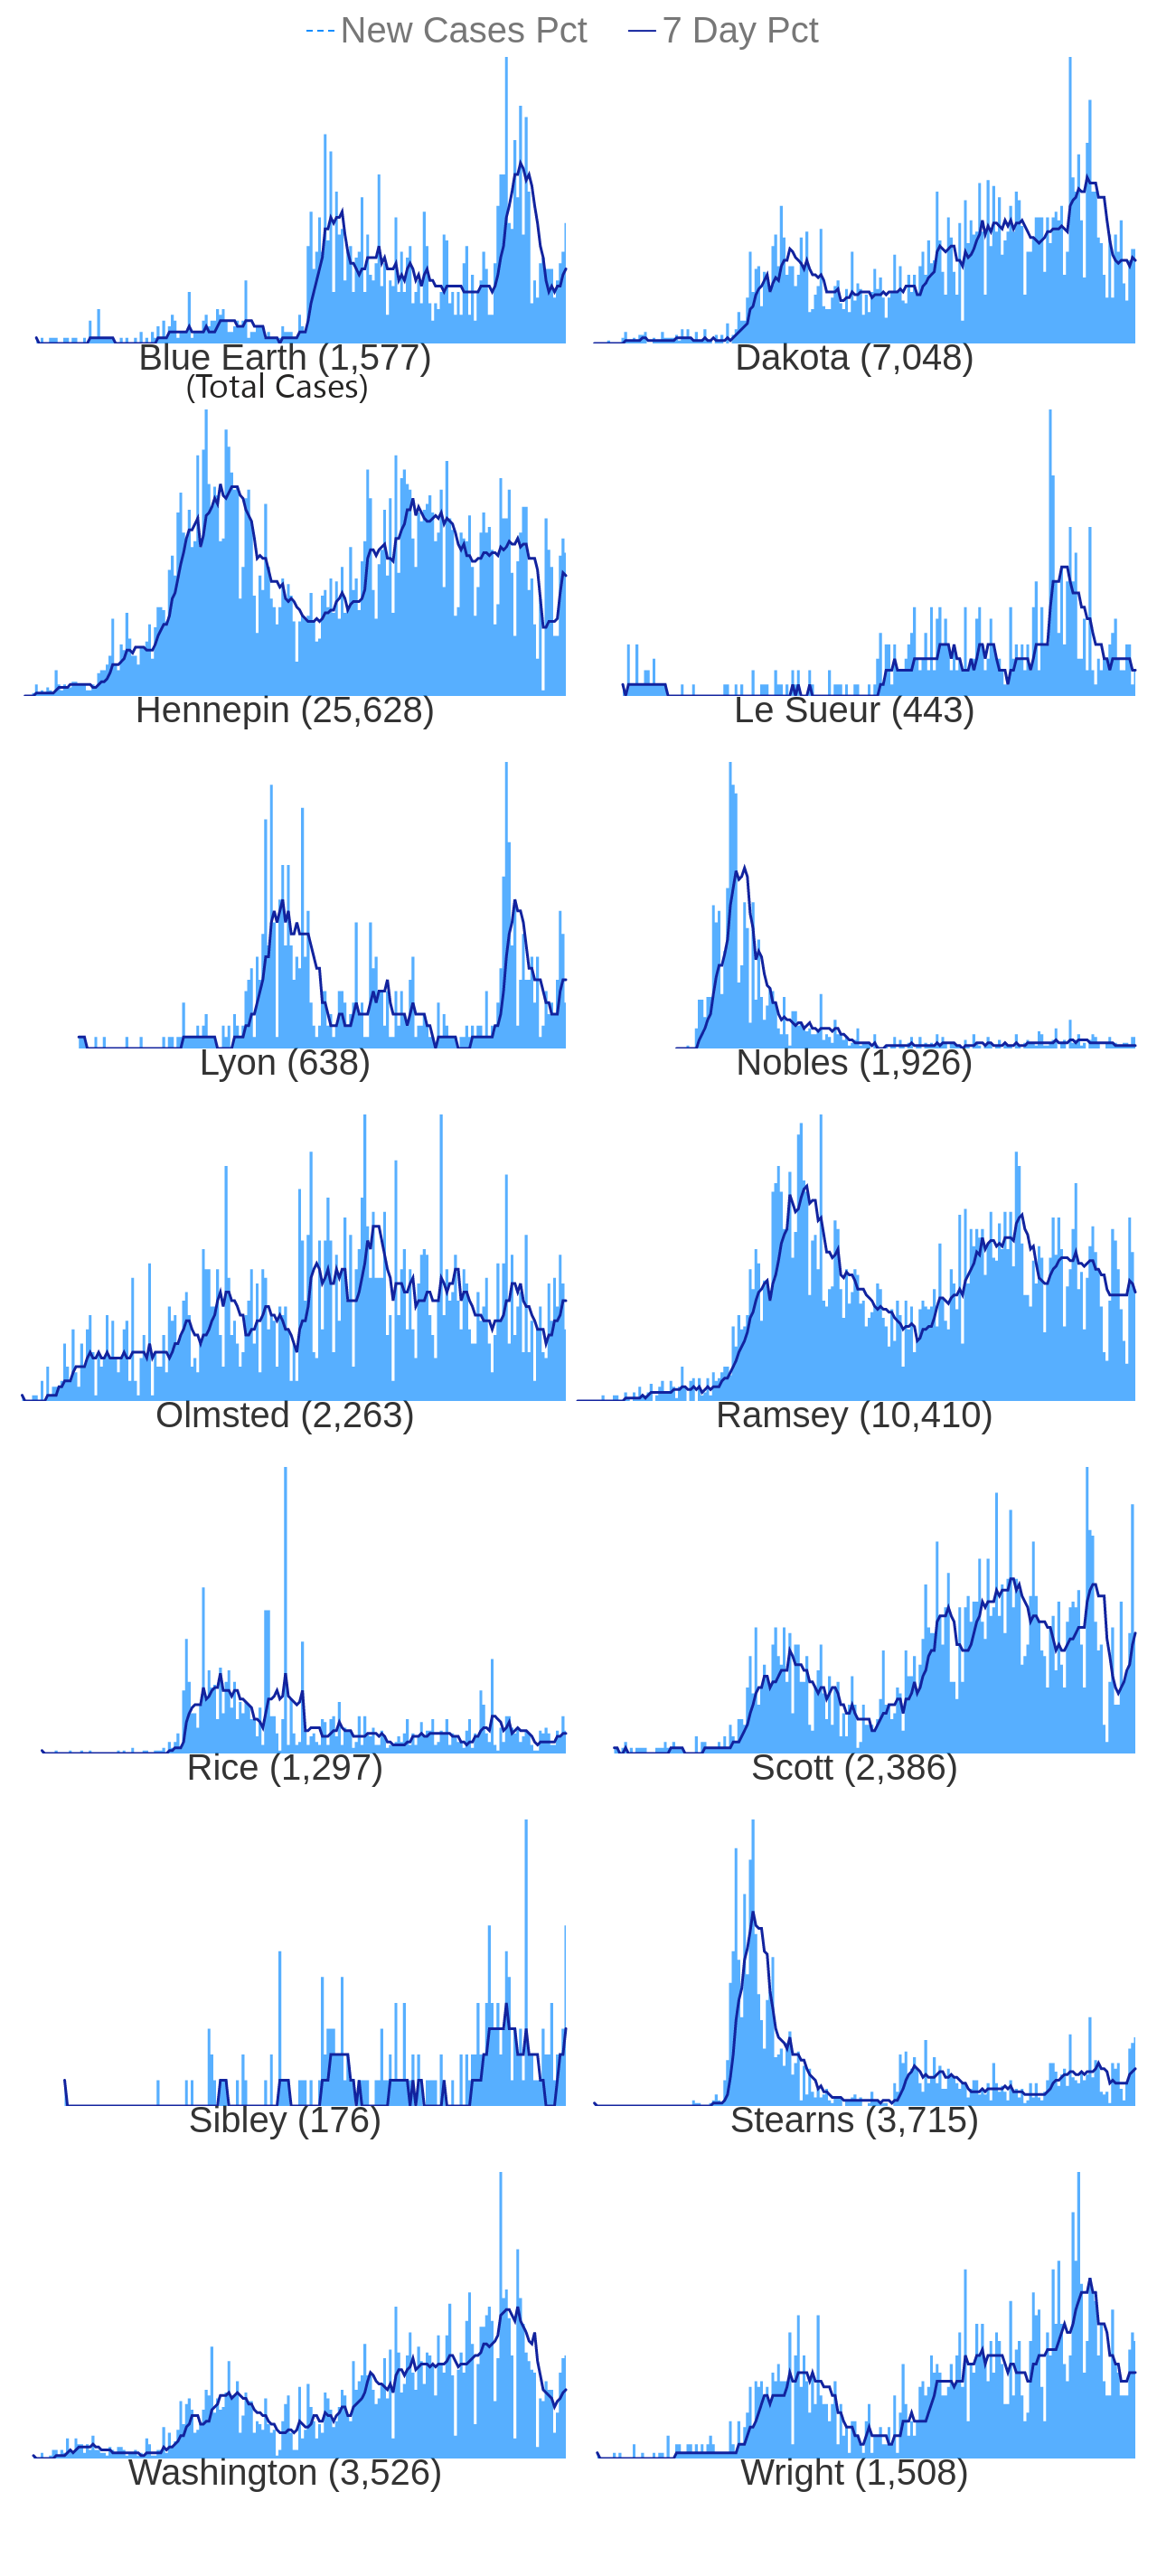 New Cases Pct 7 Day Pct
Blue Earth (1,577) Dakota (7,048)
(Total Cases)
Hennepin (25,628) Le Sueur (443)
Lyon (638) Nobles (1,926)
Olmsted (2,263) Ramsey (10,410)
Rice (1,297) Scott (2,386)
Sibley (176) Stearns (3,715)
Washington (3,526) Wright (1,508)